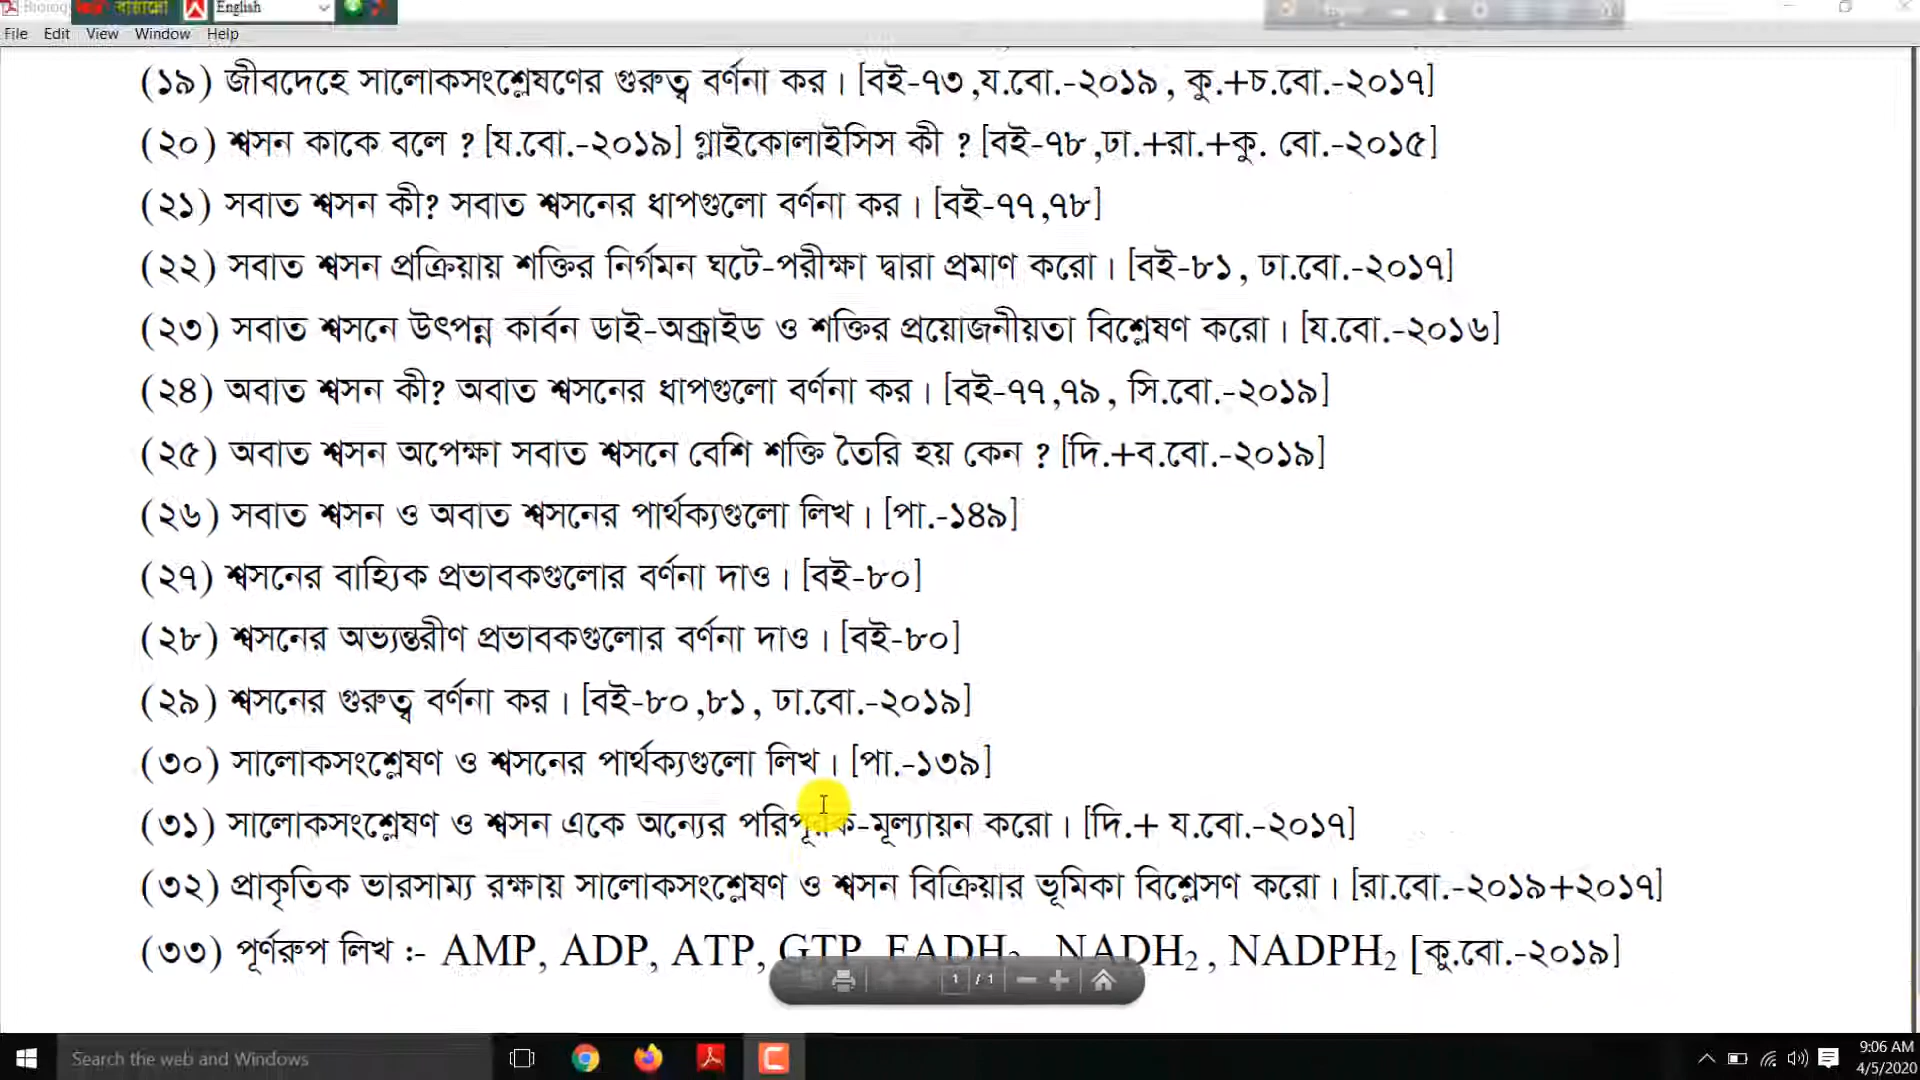 Biology
English
File Edit View Window Help
(১৯) জীবদেহে সালোকসংশ্লেষণের গুরুত্ব বর্ণনা কর। [বই-৭৩,য.বো.-২০১৯, কু.+চ.বো.-২০১৭]
(২০) শ্বসন কাকে বলে ? [য.বো.-২০১৯] গ্লাইকোলাইসিস কী ? [বই-৭৮,ঢা.+রা.+কু. বো.-২০১৫]
(২১) সবাত শ্বসন কী? সবাত শ্বসনের ধাপগুলো বর্ণনা কর। [বই-৭৭,৭৮]
(২২) সবাত শ্বসন প্রক্রিয়ায় শক্তির নির্গমন ঘটে-পরীক্ষা দ্বারা প্রমাণ করো। [বই-৮১, ঢা.বো.-২০১৭]
(২৩) সবাত শ্বসনে উৎপন্ন কার্বন ডাই-অক্সাইড ও শক্তির প্রয়োজনীয়তা বিশ্লেষণ করো। [য.বো.-২০১৬]
(২৪) অবাত শ্বসন কী? অবাত শ্বসনের ধাপগুলো বর্ণনা কর। [বই-৭৭,৭৯, সি.বো.-২০১৯]
(২৫) অবাত শ্বসন অপেক্ষা সবাত শ্বসনে বেশি শক্তি তৈরি হয় কেন ? [দি.+ব.বো.-২০১৯]
(২৬) সবাত শ্বসন ও অবাত শ্বসনের পার্থক্যগুলো লিখ। [পা.-১৪৯]
(২৭) শ্বসনের বাহ্যিক প্রভাবকগুলোর বর্ণনা দাও। [বই-৮০]
(২৮) শ্বসনের অভ্যন্তরীণ প্রভাবকগুলোর বর্ণনা দাও। [বই-৮০]
(২৯) শ্বসনের গুরুত্ব বর্ণনা কর। [বই-৮০,৮১, ঢা.বো.-২০১৯]
(৩০) সালোকসংশ্লেষণ ও শ্বসনের পার্থক্যগুলো লিখ। [পা.-১৩৯]
(৩১) সালোকসংশ্লেষণ ও শ্বসন একে অন্যের পরিপূরক-মূল্যায়ন করো। [দি.+ য.বো.-২০১৭]
(৩২) প্রাকৃতিক ভারসাম্য রক্ষায় সালোকসংশ্লেষণ ও শ্বসন বিক্রিয়ার ভূমিকা বিশ্লেসণ করো। [রা.বো.-২০১৯+২০১৭]
(৩৩) পূর্ণরুপ লিখ :- AMP, ADP, ATP, GTP, FADH₂, NADH₂, NADPH₂ [কু.বো.-২০১৯]
1 / 1
Search the web and Windows
9:06 AM
4/5/2020